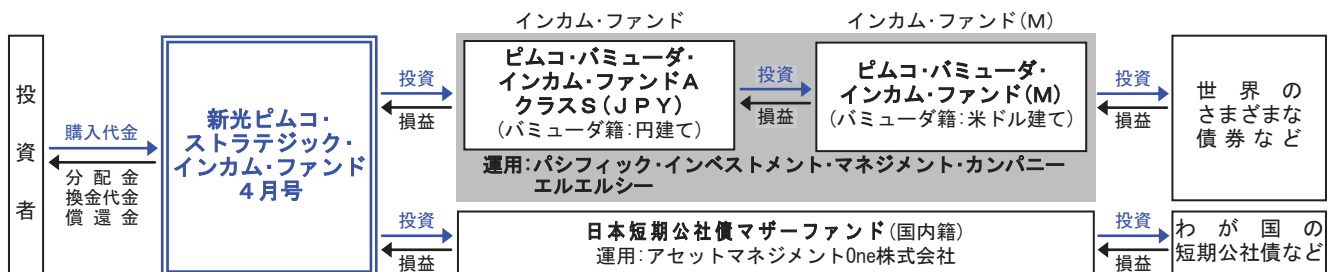 インカム・ファンド
インカム・ファンド(M)
投資者
購入代金
分配金
換金代金
償還金
新光ピムコ・
ストラテジック・
インカム・ファンド
4月号
投資
損益
ピムコ・バミューダ・
インカム・ファンドA
クラスS(JPY)
(バミューダ籍:円建て)
投資
損益
ピムコ・バミューダ・
インカム・ファンド(M)
(バミューダ籍:米ドル建て)
運用:パシフィック・インベストメント・マネジメント・カンパニー
エルエルシー
投資
損益
世界の
さまざまな
債券など
投資
損益
日本短期公社債マザーファンド(国内籍)
運用:アセットマネジメントOne株式会社
投資
損益
わが国の
短期公社債など